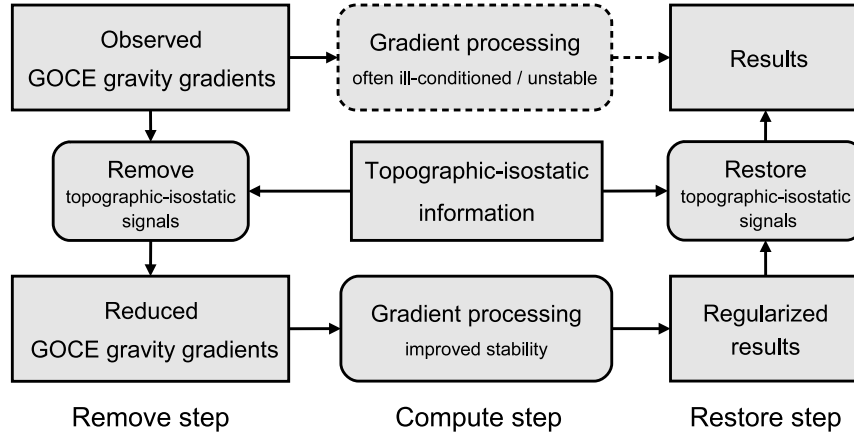 Observed
GOCE gravity gradients
Gradient processing
often ill-conditioned / unstable
Results
Remove
topographic-isostatic
signals
Topographic-isostatic
information
Restore
topographic-isostatic
signals
Reduced
GOCE gravity gradients
Gradient processing
improved stability
Regularized
results
Remove step
Compute step
Restore step